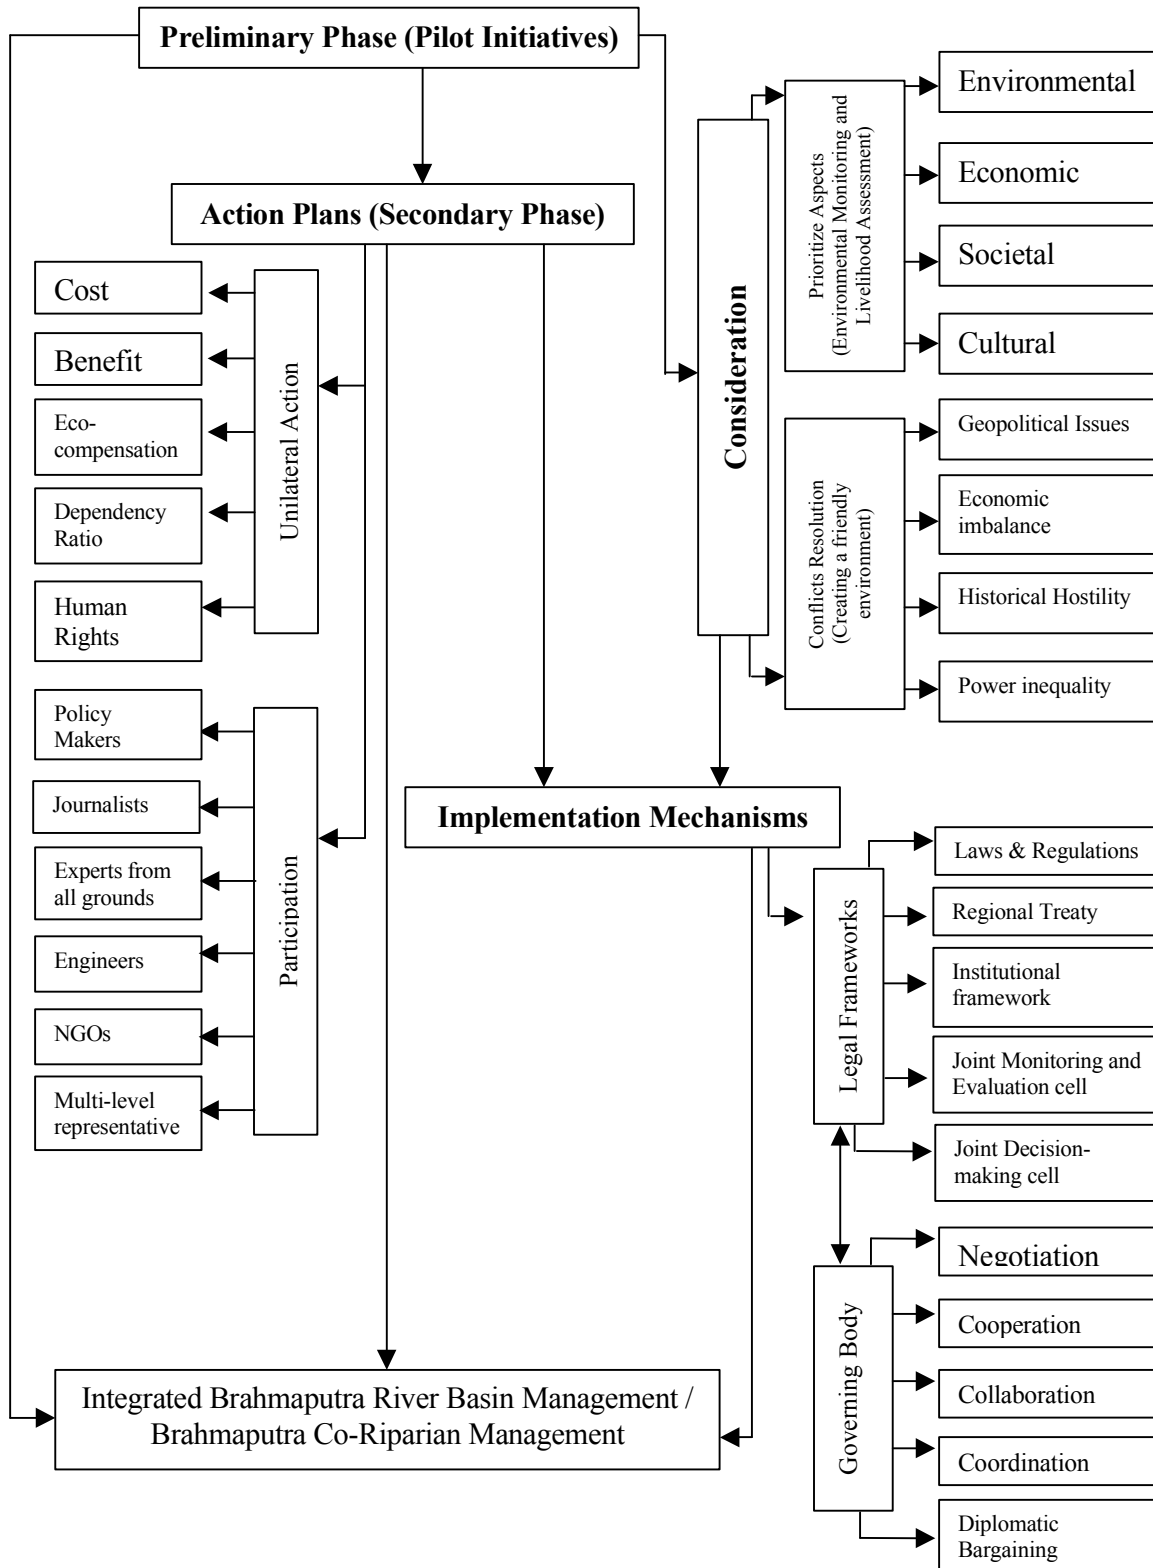 Preliminary Phase (Pilot Initiatives)
Action Plans (Secondary Phase)
Cost
Benefit
Eco-
compensation
Dependency
Ratio
Human
Rights
Unilateral Action
Policy
Makers
Journalists
Experts from
all grounds
Engineers
NGOs
Multi-level
representative
Participation
Consideration
Prioritize Aspects
(Environmental Monitoring and
Livelihood Assessment)
Environmental
Economic
Societal
Cultural
Conflicts Resolution
(Creating a friendly
environment)
Geopolitical Issues
Economic
imbalance
Historical Hostility
Power inequality
Implementation Mechanisms
Legal Frameworks
Laws & Regulations
Regional Treaty
Institutional
framework
Joint Monitoring and
Evaluation cell
Joint Decision-
making cell
Governing Body
Negotiation
Cooperation
Collaboration
Coordination
Diplomatic
Bargaining
Integrated Brahmaputra River Basin Management /
Brahmaputra Co-Riparian Management